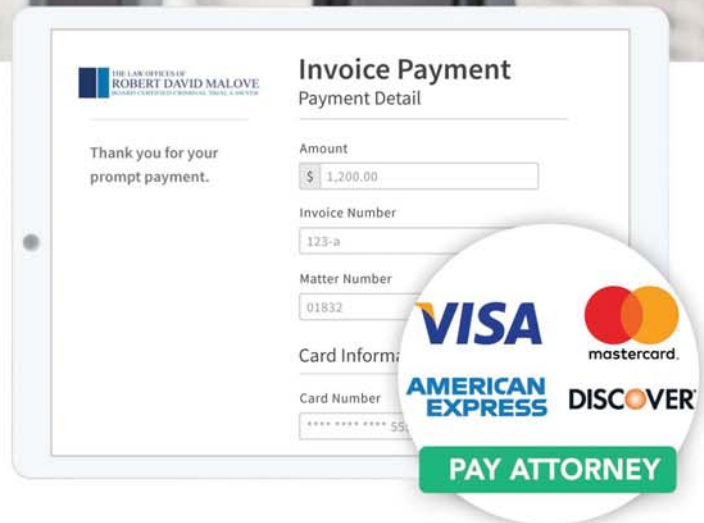 THE LAW OFFICES OF
ROBERT DAVID MALOVE
BOARD CERTIFIED CRIMINAL TRIAL LAWYER
Thank you for your
prompt payment.
Invoice Payment
Payment Detail
Amount
$ 1,200.00
Invoice Number
123-a
Matter Number
01832
Card Informa
Card Number
**** **** **** 55
VISA
mastercard.
AMERICAN
EXPRESS
DISCOVER
PAY ATTORNEY